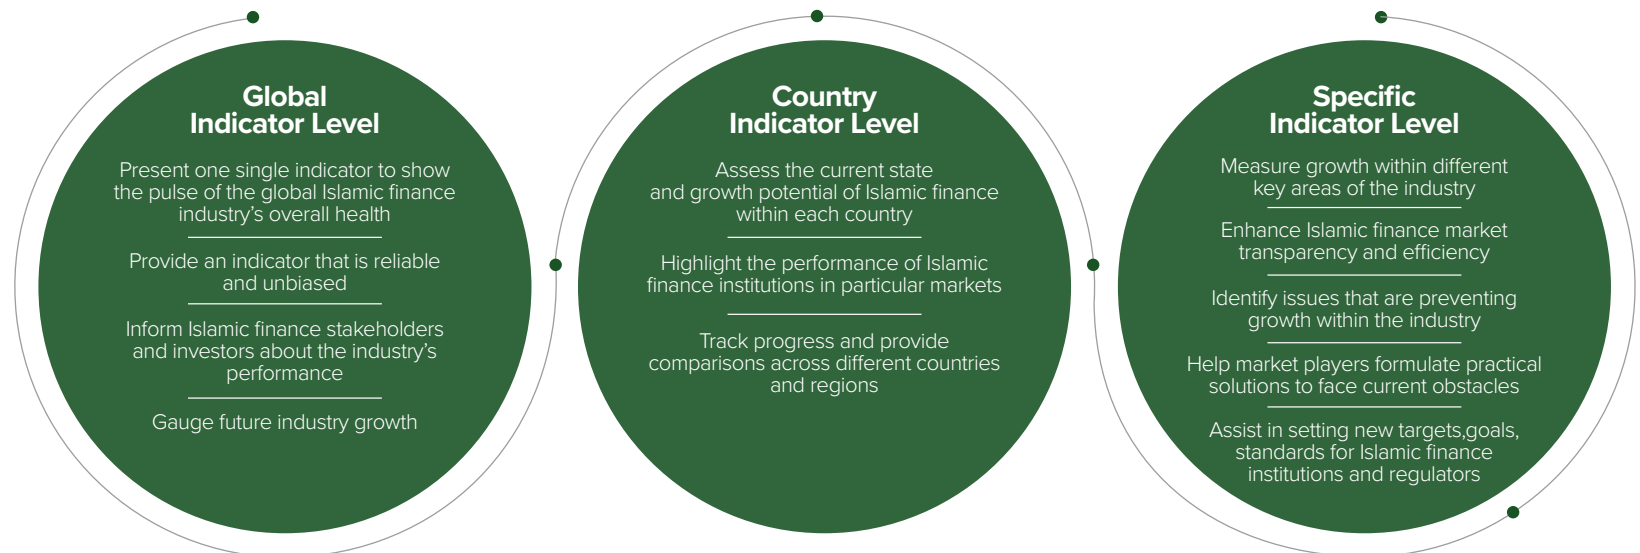 Global
Indicator Level
Present one single indicator to show
the pulse of the global Islamic finance
industry’s overall health
Provide an indicator that is reliable
and unbiased
Inform Islamic finance stakeholders
and investors about the industry’s
performance
Gauge future industry growth
Country
Indicator Level
Assess the current state
and growth potential of Islamic finance
within each country
Highlight the performance of Islamic
finance institutions in particular markets
Track progress and provide
comparisons across different countries
and regions
Specific
Indicator Level
Measure growth within different
key areas of the industry
Enhance Islamic finance market
transparency and efficiency
Identify issues that are preventing
growth within the industry
Help market players formulate practical
solutions to face current obstacles
Assist in setting new targets,goals,
standards for Islamic finance
institutions and regulators